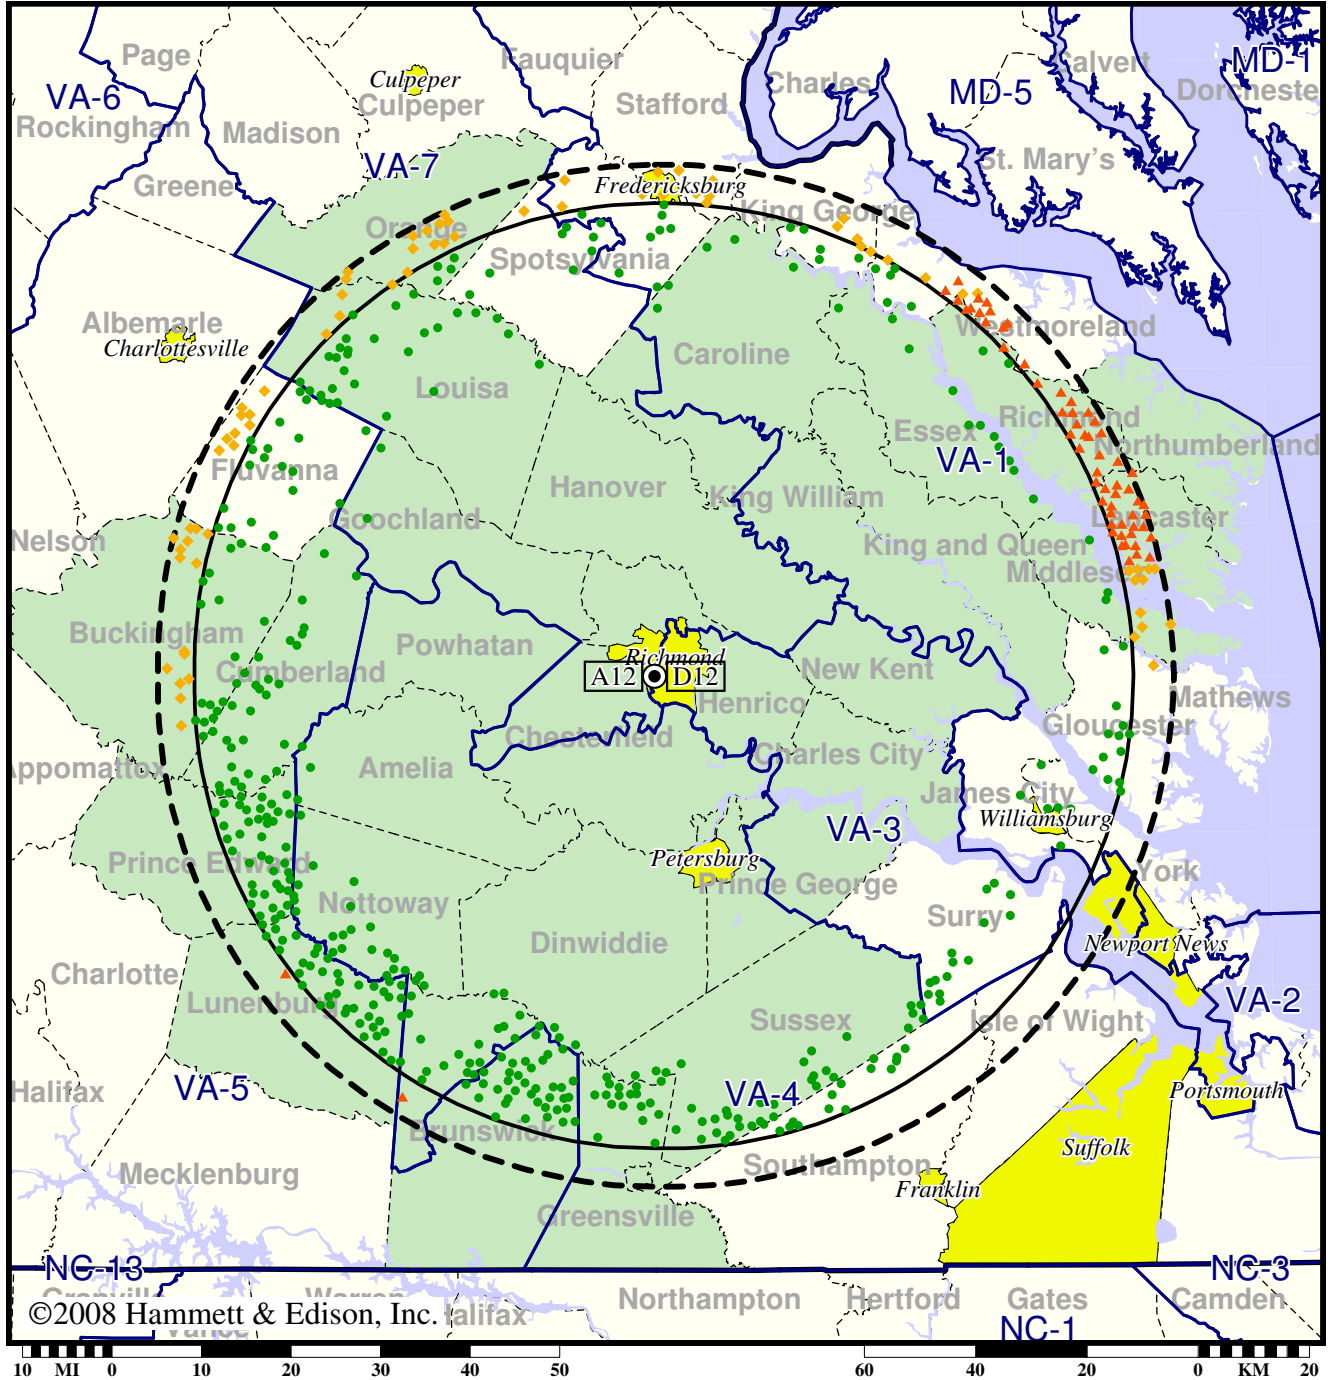 Page
Fauquier
Charles
Calvert
MD-1
VA-6
Culpeper
Culpeper
Stafford
MD-5
Dorcheste
Rockingham
Madison
VA-7
St. Mary's
Greene
Fredericksburg
Orange
King George
Spotsylvania
Albemarle
Charlottesville
Westmoreland
Caroline
Louisa
Richmond
Essex
Northumberland
VA-1
Fluvanna
Hanover
King William
Goochland
Lancaster
Nelson
King and Queen
Middlesex
Buckingham
Powhatan
Richmond
Cumberland
New Kent
A12
D12
Henrico
Mathews
Gloucester
Chesterfield
Charles City
Appomattox
Amelia
James City
Williamsburg
VA-3
Petersburg
Prince Edward
York
Prince George
Nottoway
Surry
Dinwiddie
Newport News
Charlotte
Lunenburg
VA-2
Sussex
Isle of Wight
Halifax
VA-5
VA-4
Portsmouth
Brunswick
Suffolk
Mecklenburg
Southampton
Franklin
Greensville
NC-13
NC-3
Granville
Warren
Northampton
Hertford
Gates
Camden
©2008 Hammett & Edison, Inc.
alifax
Vance
NC-1
10 MI 0 10 20 30 40 50 60 40 20 0 KM 20